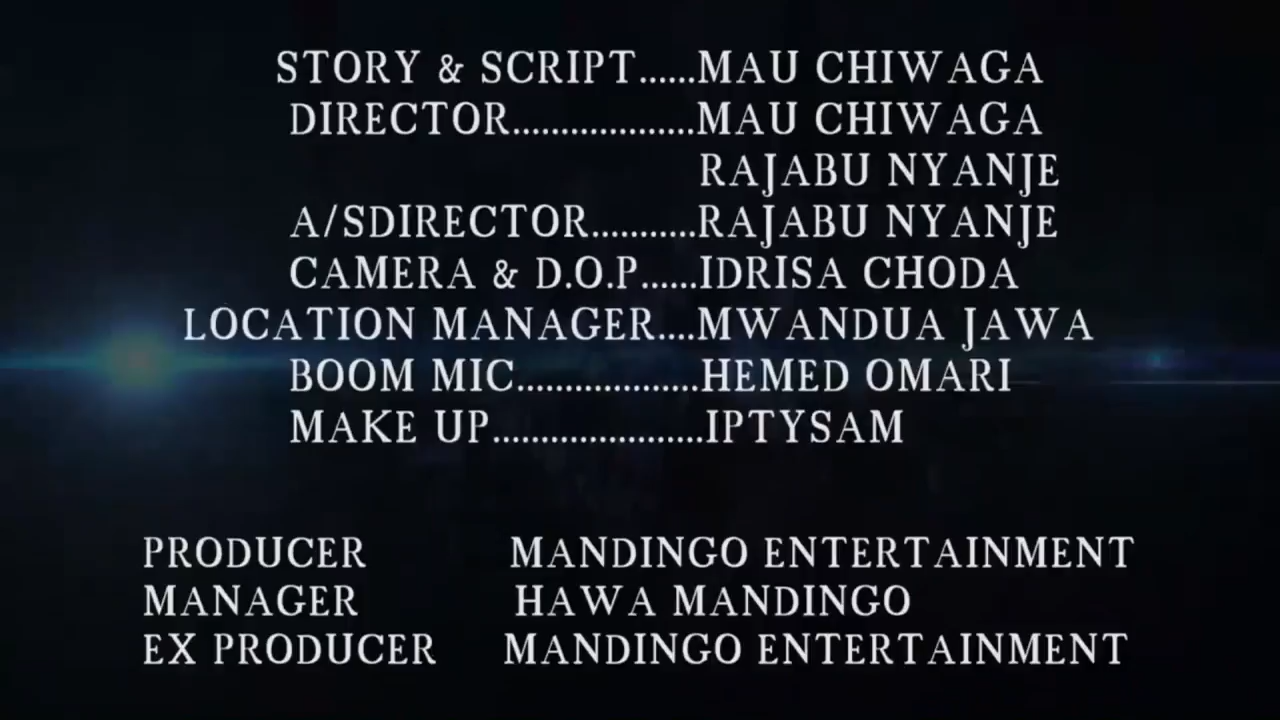 STORY & SCRIPT......MAU CHIWAGA
DIRECTOR...................MAU CHIWAGA
RAJABU NYANJE
A/SDIRECTOR...........RAJABU NYANJE
CAMERA & D.O.P......IDRISA CHODA
LOCATION MANAGER....MWANDUA JAWA
BOOM MIC...................HEMED OMARI
MAKE UP......................IPTYSAM
PRODUCER MANDINGO ENTERTAINMENT
MANAGER HAWA MANDINGO
EX PRODUCER MANDINGO ENTERTAINMENT